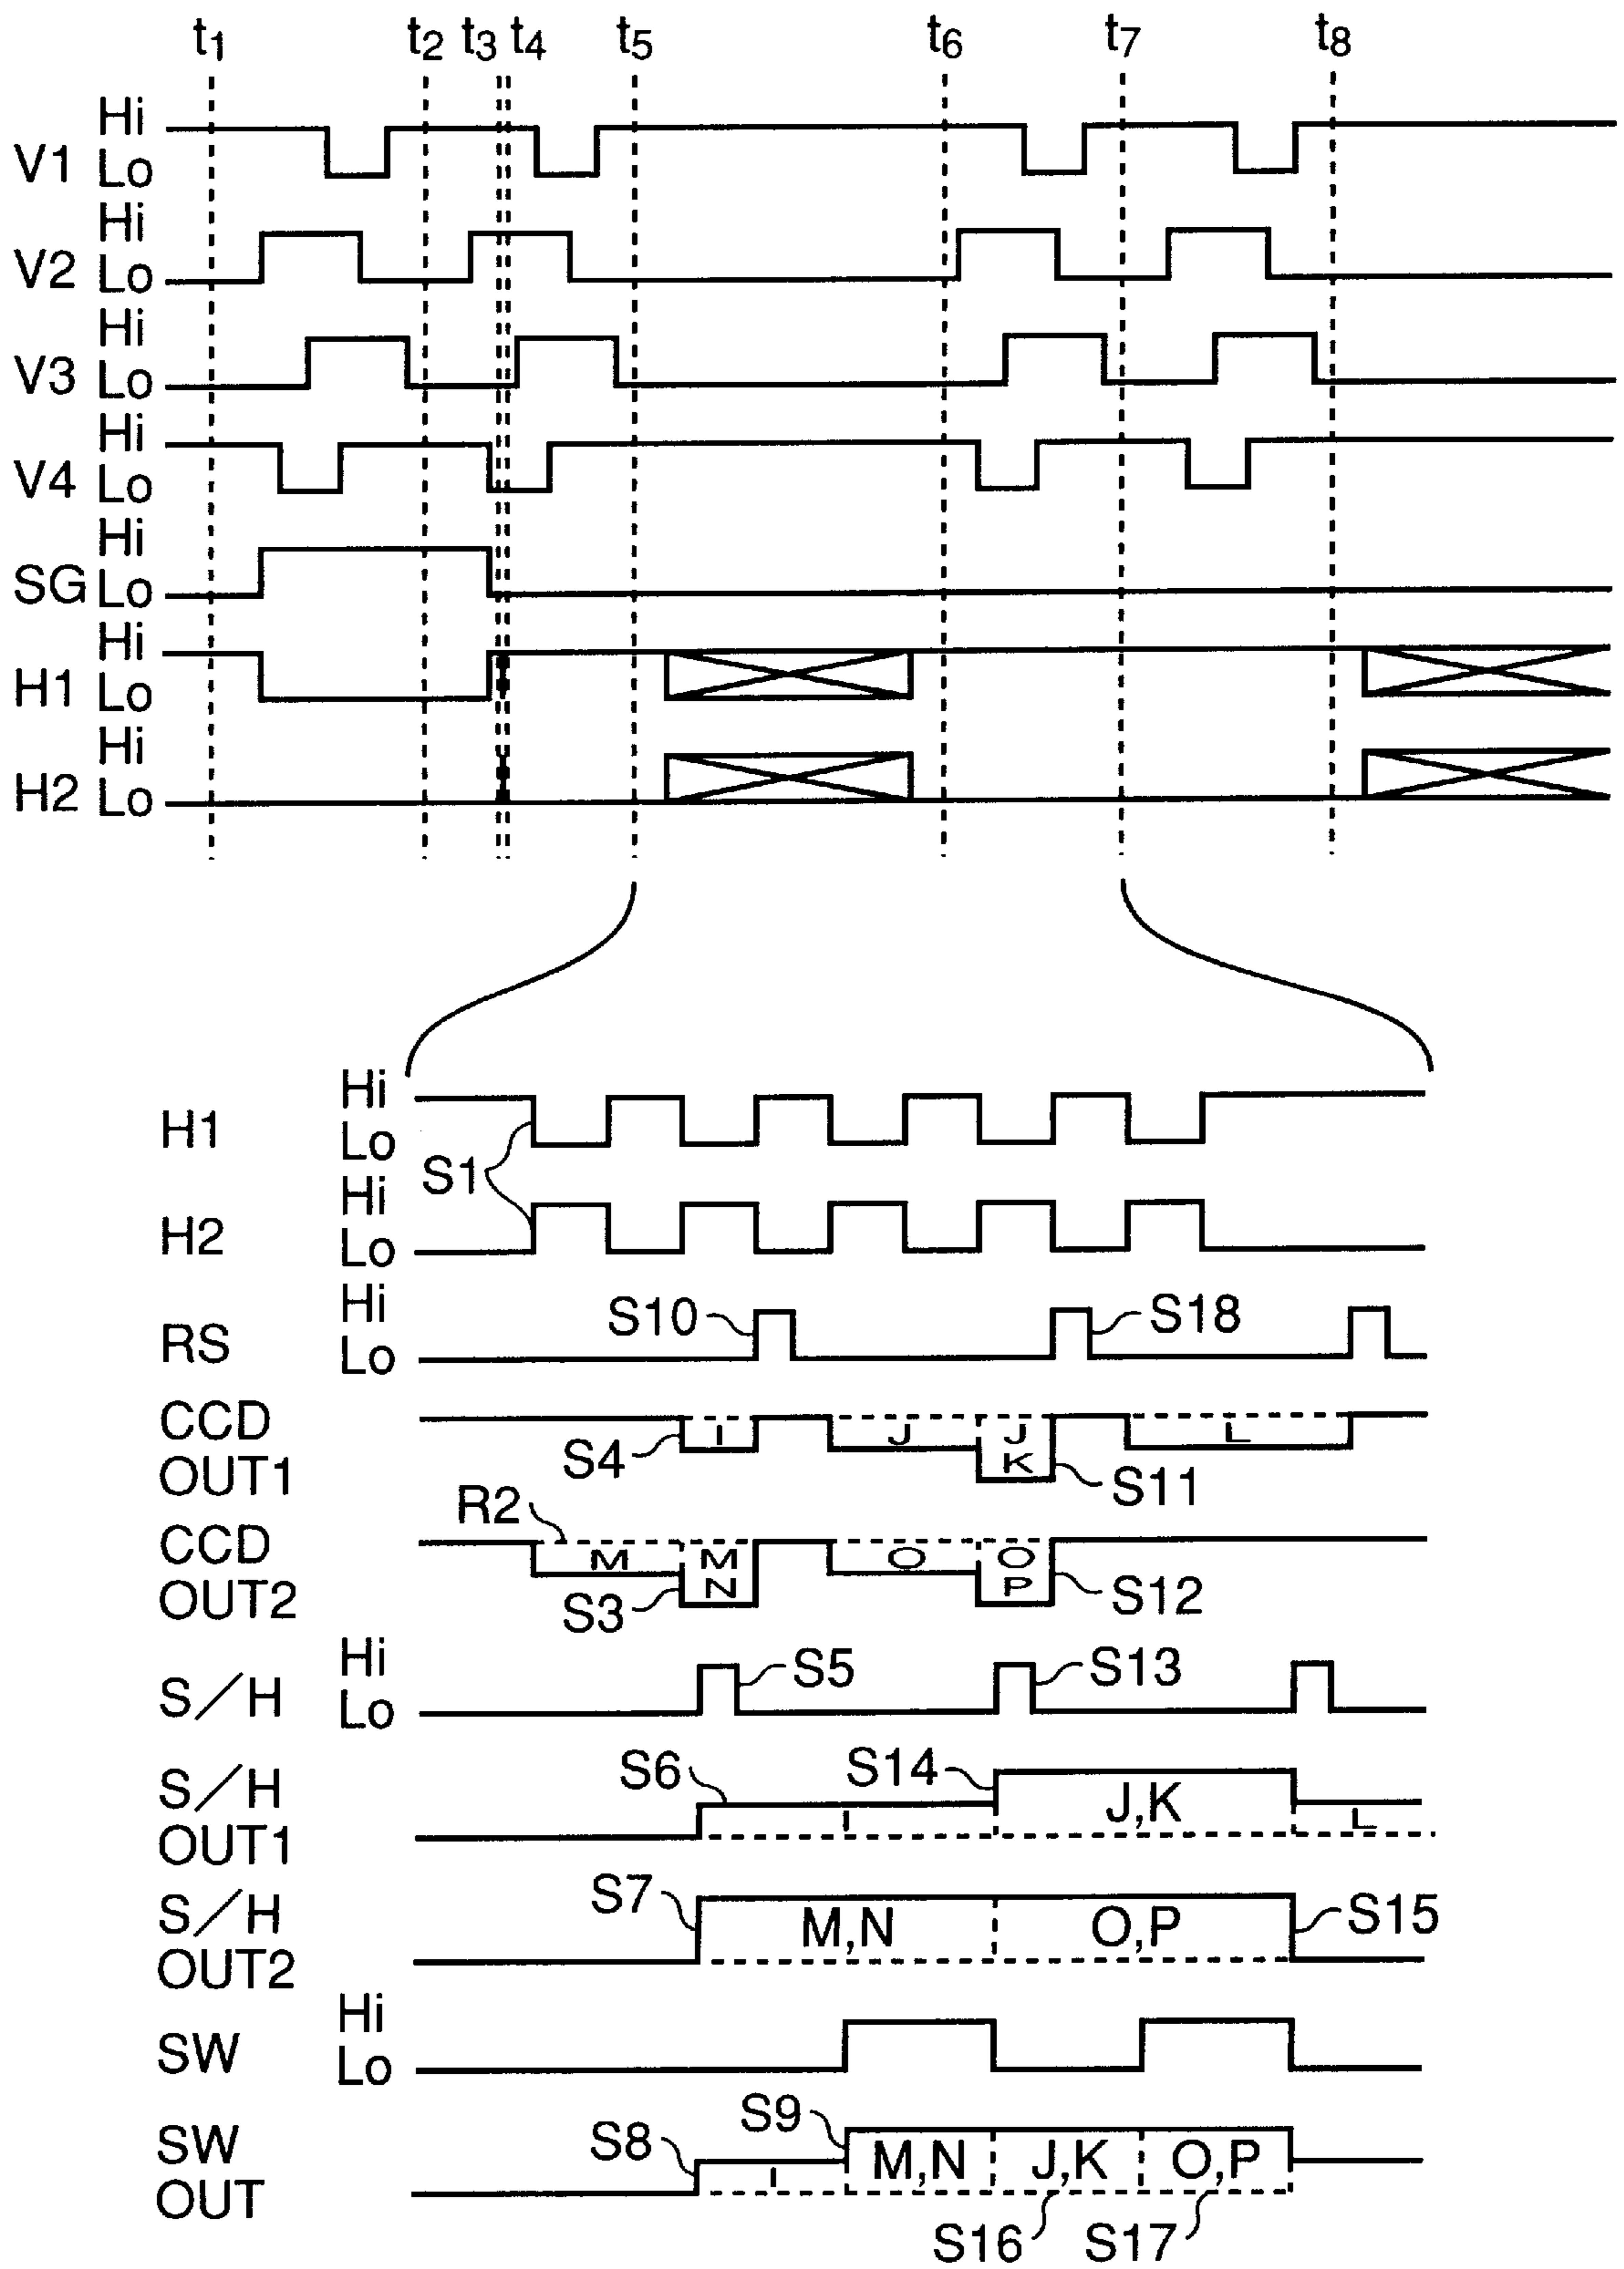 t1 t2 t3 t4 t5 t6 t7 t8
V1 Hi Lo
V2 Hi Lo
V3 Hi Lo
V4 Hi Lo
SG Hi Lo
H1 Hi Lo
H2 Hi Lo
H1 Hi Lo
S1
H2 Hi Lo
RS Hi Lo S10 S18
CCD OUT1 S4 I J J K L S11
R2
CCD OUT2 S3 M M N O O P S12
S/H Hi Lo S5 S13
S/H OUT1 S6 I S14 J,K L
S/H OUT2 S7 M,N O,P S15
SW Hi Lo
SW OUT S8 I S9 M,N J,K O,P
S16 S17